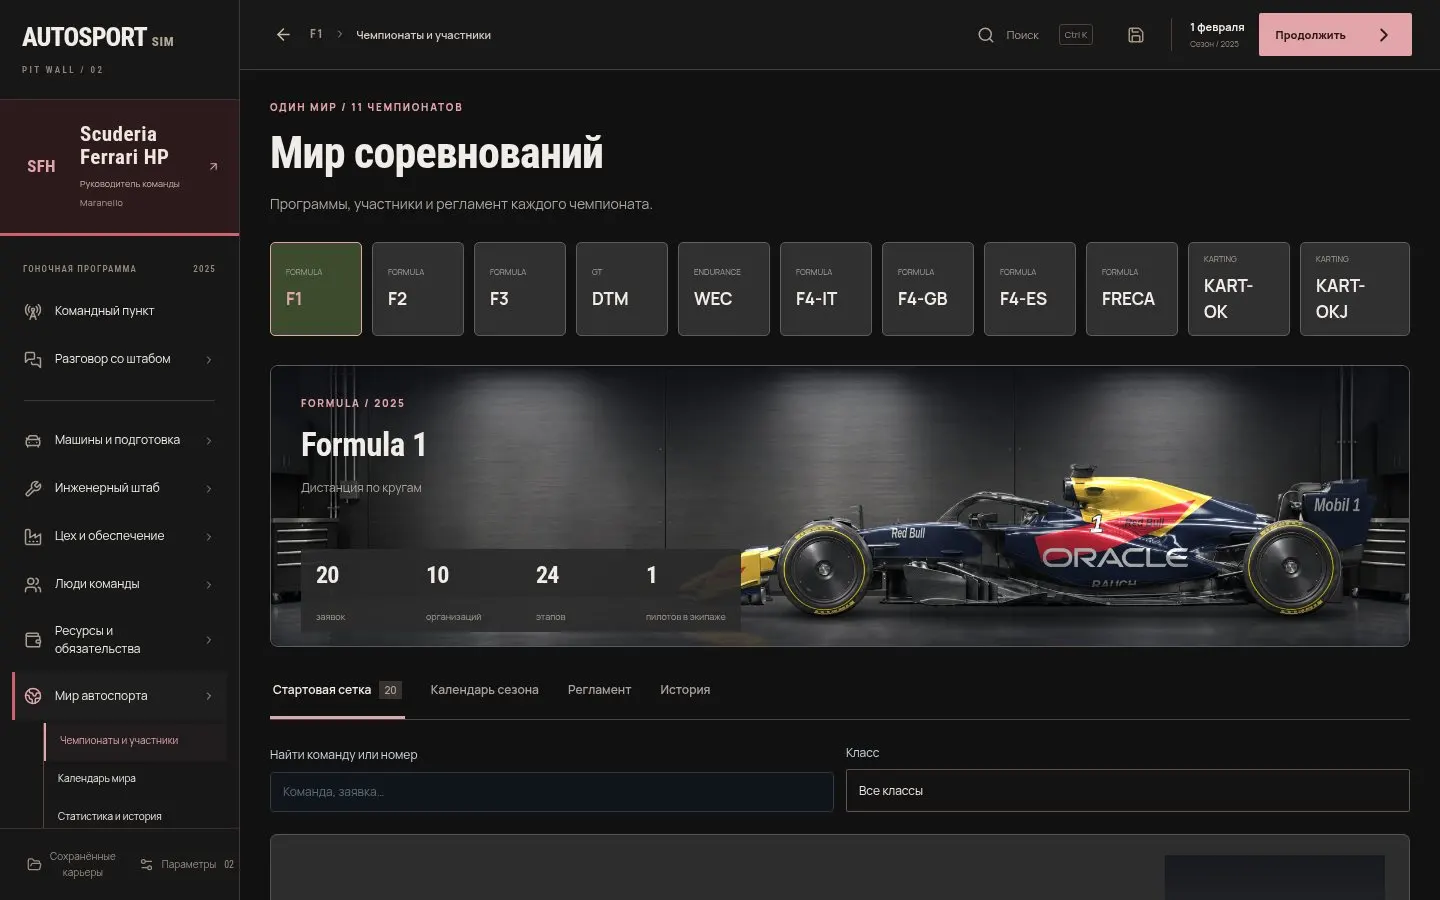 AUTOSPORT SIM
PIT WALL / 02
SFH
Scuderia
Ferrari HP
Руководитель команды
Maranello
ГОНОЧНАЯ ПРОГРАММА 2025
Командный пункт
Разговор со штабом
Машины и подготовка
Инженерный штаб
Цех и обеспечение
Люди команды
Ресурсы и
обязательства
Мир автоспорта
Чемпионаты и участники
Календарь мира
Статистика и история
Сохранённые
карьеры
Параметры 02
F1 Чемпионаты и участники
Поиск Ctrl K
1 февраля
Сезон / 2025
Продолжить
ОДИН МИР / 11 ЧЕМПИОНАТОВ
Мир соревнований
Программы, участники и регламент каждого чемпионата.
FORMULA
F1
FORMULA
F2
FORMULA
F3
GT
DTM
ENDURANCE
WEC
FORMULA
F4-IT
FORMULA
F4-GB
FORMULA
F4-ES
FORMULA
FRECA
KARTING
KART-
OK
KARTING
KART-
OKJ
FORMULA / 2025
Formula 1
Дистанция по кругам
20
заявок
10
организаций
24
этапов
1
пилотов в экипаже
Red Bull
1
Red Bull
ORACLE
RAUCH
Mobil 1
Стартовая сетка 20
Календарь сезона
Регламент
История
Найти команду или номер
Команда, заявка...
Класс
Все классы